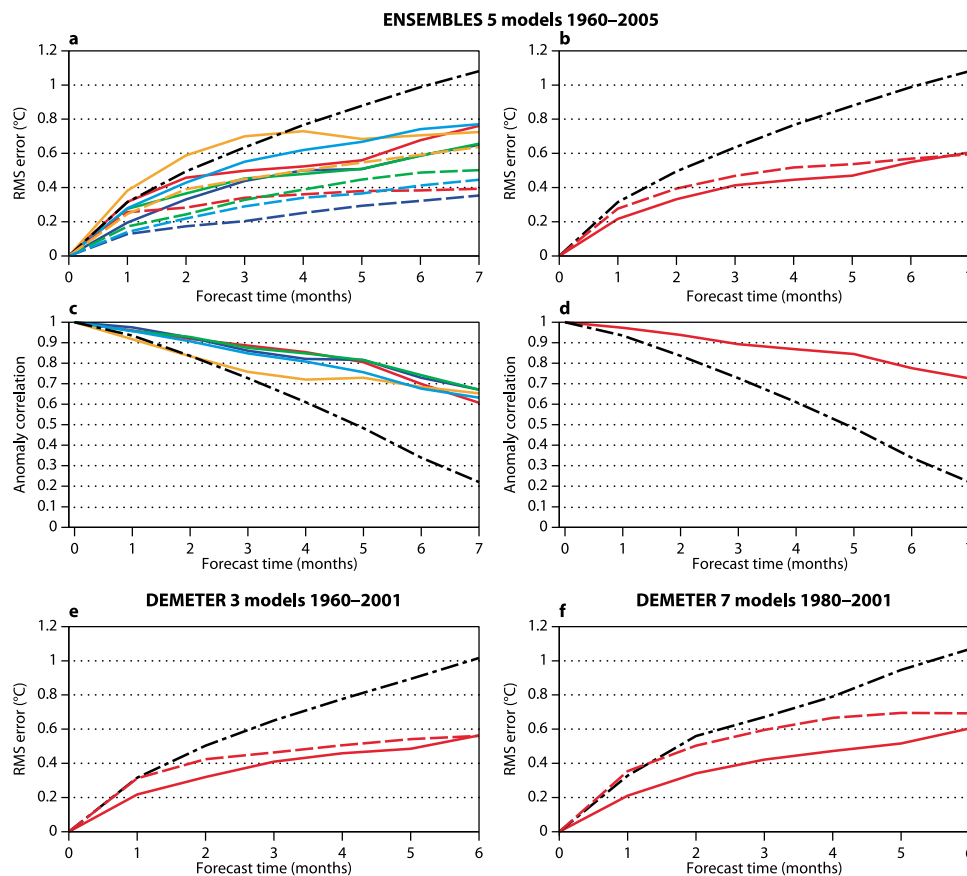 ENSEMBLES 5 models 1960–2005
a
1.2
1
0.8
0.6
0.4
0.2
0
RMS error (°C)
0 1 2 3 4 5 6 7
Forecast time (months)
b
1.2
1
0.8
0.6
0.4
0.2
0
RMS error (°C)
0 1 2 3 4 5 6 7
Forecast time (months)
c
1
0.9
0.8
0.7
0.6
0.5
0.4
0.3
0.2
0.1
0
Anomaly correlation
0 1 2 3 4 5 6 7
Forecast time (months)
d
1
0.9
0.8
0.7
0.6
0.5
0.4
0.3
0.2
0.1
0
Anomaly correlation
0 1 2 3 4 5 6 7
Forecast time (months)
DEMETER 3 models 1960–2001
e
1.2
1
0.8
0.6
0.4
0.2
0
RMS error (°C)
0 1 2 3 4 5 6
Forecast time (months)
DEMETER 7 models 1980–2001
f
1.2
1
0.8
0.6
0.4
0.2
0
RMS error (°C)
0 1 2 3 4 5 6
Forecast time (months)